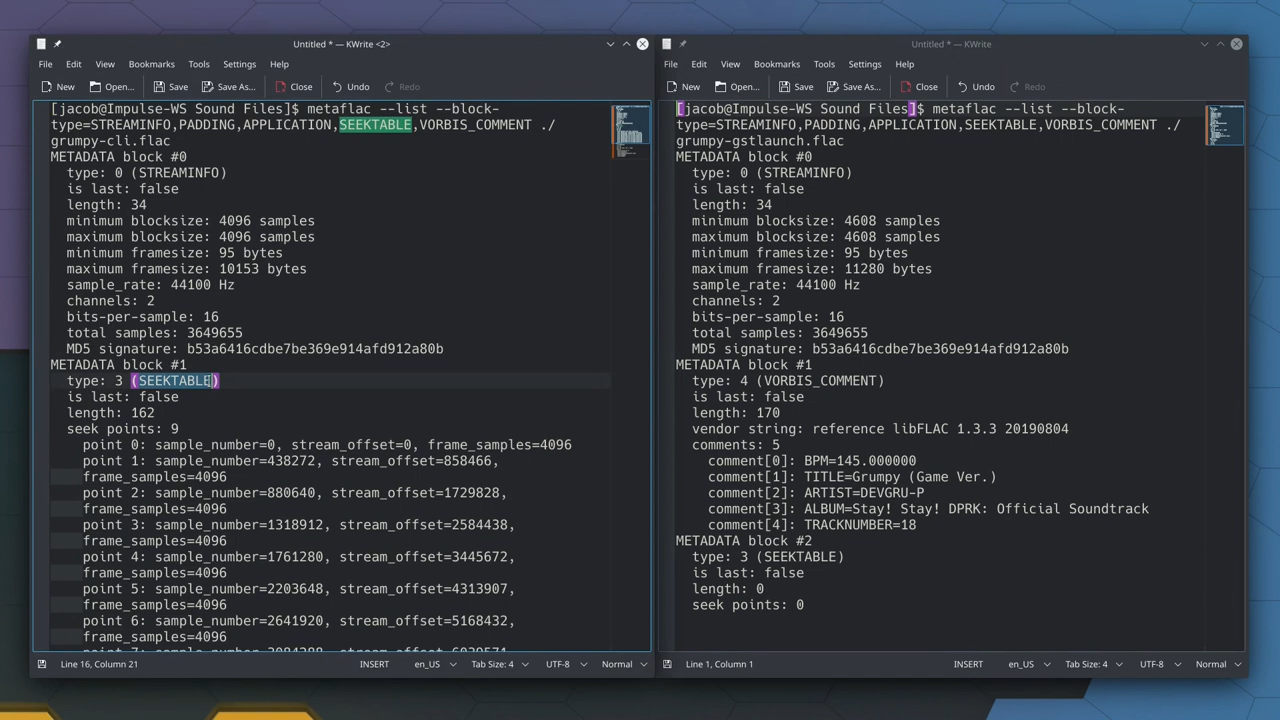 Untitled * — KWrite <2>
File Edit View Bookmarks Tools Settings Help
New Open... Save Save As... Close Undo Redo
[jacob@Impulse-WS Sound Files]$ metaflac --list --block-
type=STREAMINFO,PADDING,APPLICATION,SEEKTABLE,VORBIS_COMMENT ./
grumpy-cli.flac
METADATA block #0
type: 0 (STREAMINFO)
is last: false
length: 34
minimum blocksize: 4096 samples
maximum blocksize: 4096 samples
minimum framesize: 95 bytes
maximum framesize: 10153 bytes
sample_rate: 44100 Hz
channels: 2
bits-per-sample: 16
total samples: 3649655
MD5 signature: b53a6416cdbe7be369e914afd912a80b
METADATA block #1
type: 3 (SEEKTABLE)
is last: false
length: 162
seek points: 9
point 0: sample_number=0, stream_offset=0, frame_samples=4096
point 1: sample_number=438272, stream_offset=858466,
frame_samples=4096
point 2: sample_number=880640, stream_offset=1729828,
frame_samples=4096
point 3: sample_number=1318912, stream_offset=2584438,
frame_samples=4096
point 4: sample_number=1761280, stream_offset=3445672,
frame_samples=4096
point 5: sample_number=2203648, stream_offset=4313907,
frame_samples=4096
point 6: sample_number=2641920, stream_offset=5168432,
frame_samples=4096
Line 16, Column 21 INSERT en_US Tab Size: 4 UTF-8 Normal
Untitled * — KWrite
File Edit View Bookmarks Tools Settings Help
New Open... Save Save As... Close Undo Redo
[jacob@Impulse-WS Sound Files]$ metaflac --list --block-
type=STREAMINFO,PADDING,APPLICATION,SEEKTABLE,VORBIS_COMMENT ./
grumpy-gstlaunch.flac
METADATA block #0
type: 0 (STREAMINFO)
is last: false
length: 34
minimum blocksize: 4608 samples
maximum blocksize: 4608 samples
minimum framesize: 95 bytes
maximum framesize: 11280 bytes
sample_rate: 44100 Hz
channels: 2
bits-per-sample: 16
total samples: 3649655
MD5 signature: b53a6416cdbe7be369e914afd912a80b
METADATA block #1
type: 4 (VORBIS_COMMENT)
is last: false
length: 170
vendor string: reference libFLAC 1.3.3 20190804
comments: 5
comment[0]: BPM=145.000000
comment[1]: TITLE=Grumpy (Game Ver.)
comment[2]: ARTIST=DEVGRU-P
comment[3]: ALBUM=Stay! Stay! DPRK: Official Soundtrack
comment[4]: TRACKNUMBER=18
METADATA block #2
type: 3 (SEEKTABLE)
is last: false
length: 0
seek points: 0
Line 1, Column 1 INSERT en_US Tab Size: 4 UTF-8 Normal